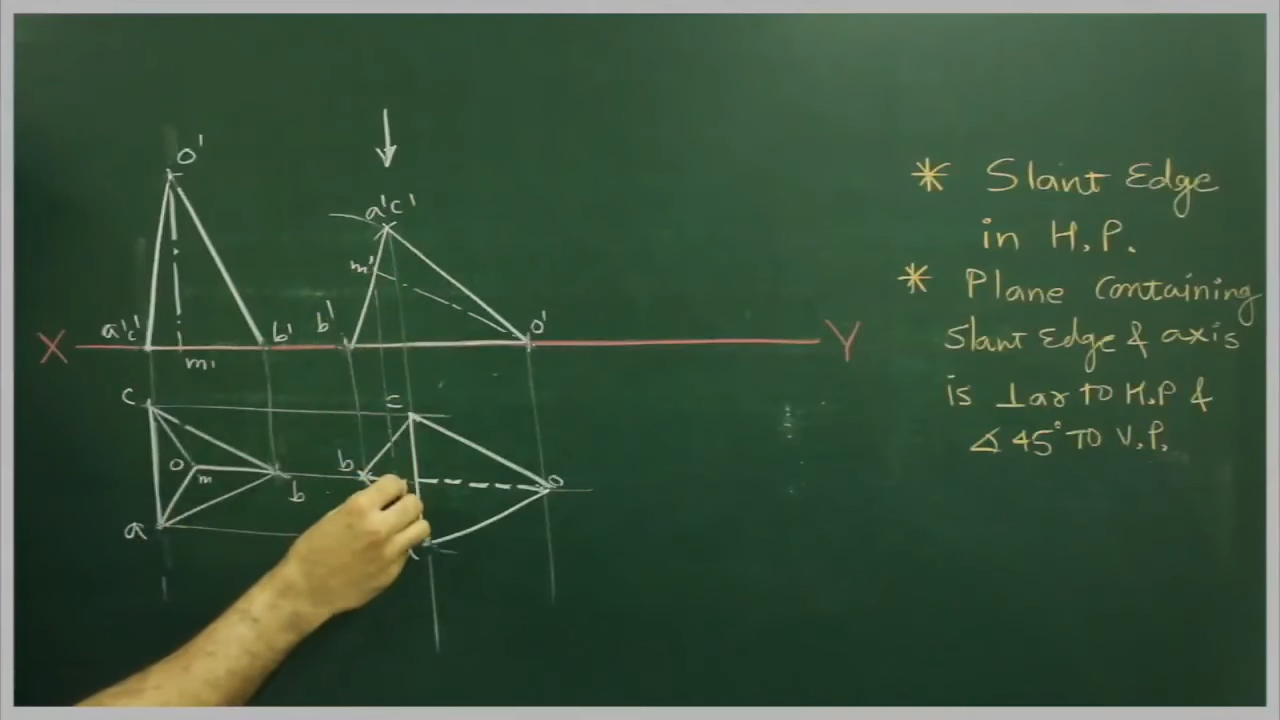 O'
a'c'
m'
b'
O'
a'c'
b'
m1
X
Y
c
c
o
m
b
b
o
a
* Slant Edge
in H.P.
* Plane containing
Slant Edge & axis
is ⊥ar to H.P &
∠ 45° TO V.P.